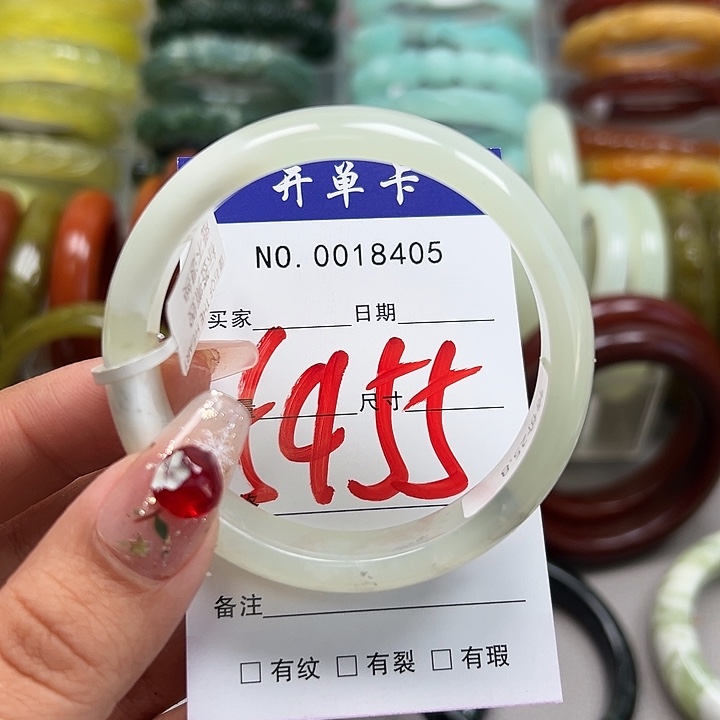 开单卡
NO. 0018405
买家 日期
尺寸
5955
备注
□ 有纹 □ 有裂 □ 有瑕